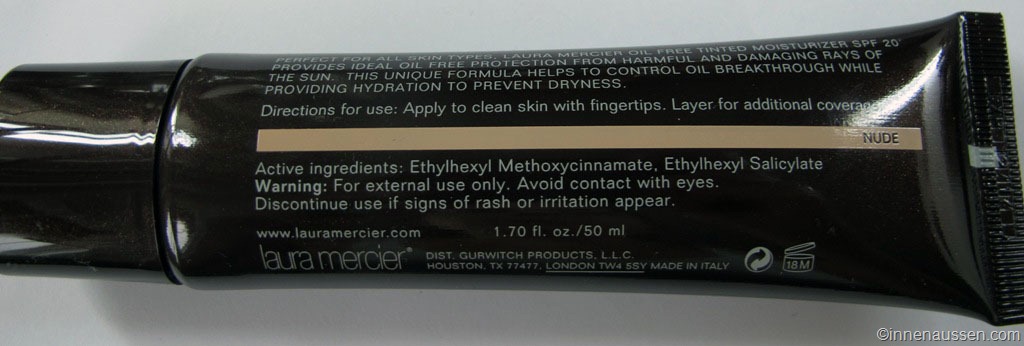 PERFECT FOR ALL SKIN TYPES. LAURA MERCIER OIL FREE TINTED MOISTURIZER SPF 20
PROVIDES IDEAL OIL FREE PROTECTION FROM HARMFUL AND DAMAGING RAYS OF
THE SUN. THIS UNIQUE FORMULA HELPS TO CONTROL OIL BREAKTHROUGH WHILE
PROVIDING HYDRATION TO PREVENT DRYNESS.
Directions for use: Apply to clean skin with fingertips. Layer for additional coverage
NUDE
Active ingredients: Ethylhexyl Methoxycinnamate, Ethylhexyl Salicylate
Warning: For external use only. Avoid contact with eyes.
Discontinue use if signs of rash or irritation appear.
www.lauramercier.com 1.70 fl. oz./50 ml
laura mercier® DIST. GURWITCH PRODUCTS, L.L.C.
HOUSTON, TX 77477, LONDON TW4 5SY MADE IN ITALY
18M
©innenaussen.com